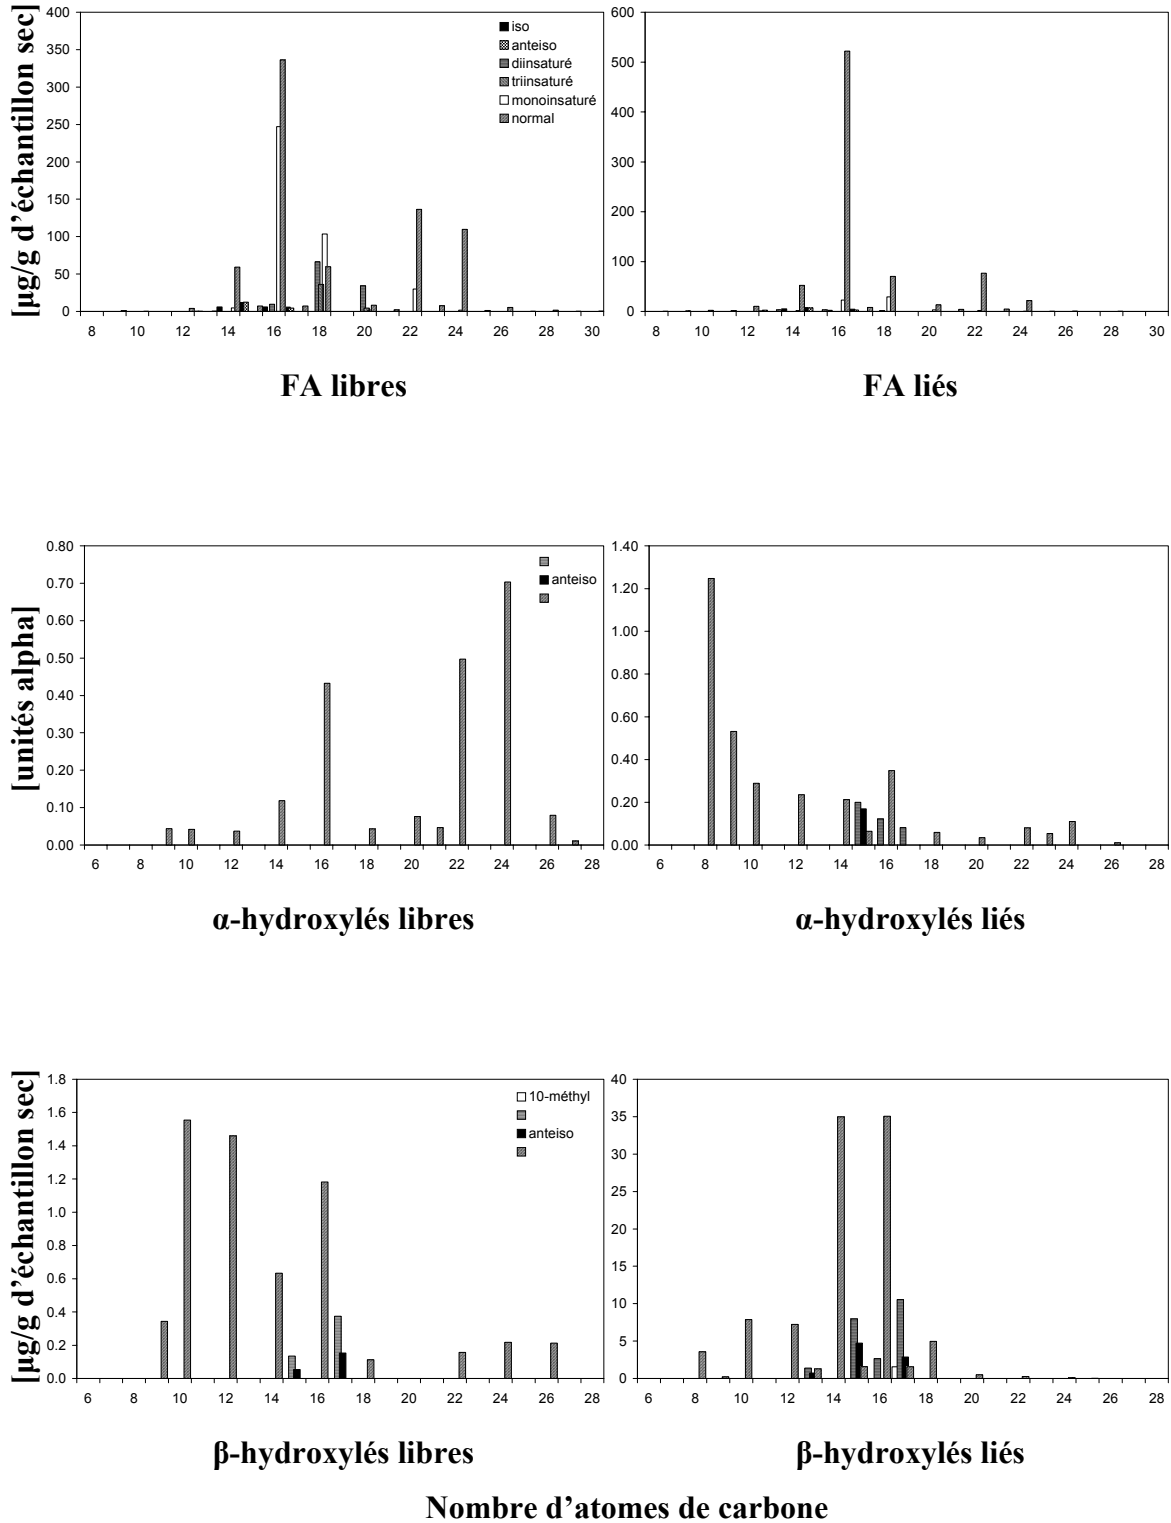 [µg/g d’échantillon sec]
400
350
300
250
200
150
100
50
0
iso
anteiso
diinsaturé
triinsaturé
monoinsaturé
normal
8 10 12 14 16 18 20 22 24 26 28 30
FA libres
600
500
400
300
200
100
0
8 10 12 14 16 18 20 22 24 26 28 30
FA liés
[unités alpha]
0.80
0.70
0.60
0.50
0.40
0.30
0.20
0.10
0.00
anteiso
6 8 10 12 14 16 18 20 22 24 26 28
α-hydroxylés libres
1.40
1.20
1.00
0.80
0.60
0.40
0.20
0.00
6 8 10 12 14 16 18 20 22 24 26 28
α-hydroxylés liés
[µg/g d’échantillon sec]
1.8
1.6
1.4
1.2
1.0
0.8
0.6
0.4
0.2
0.0
10-méthyl
anteiso
6 8 10 12 14 16 18 20 22 24 26 28
β-hydroxylés libres
40
35
30
25
20
15
10
5
0
6 8 10 12 14 16 18 20 22 24 26 28
β-hydroxylés liés
Nombre d’atomes de carbone